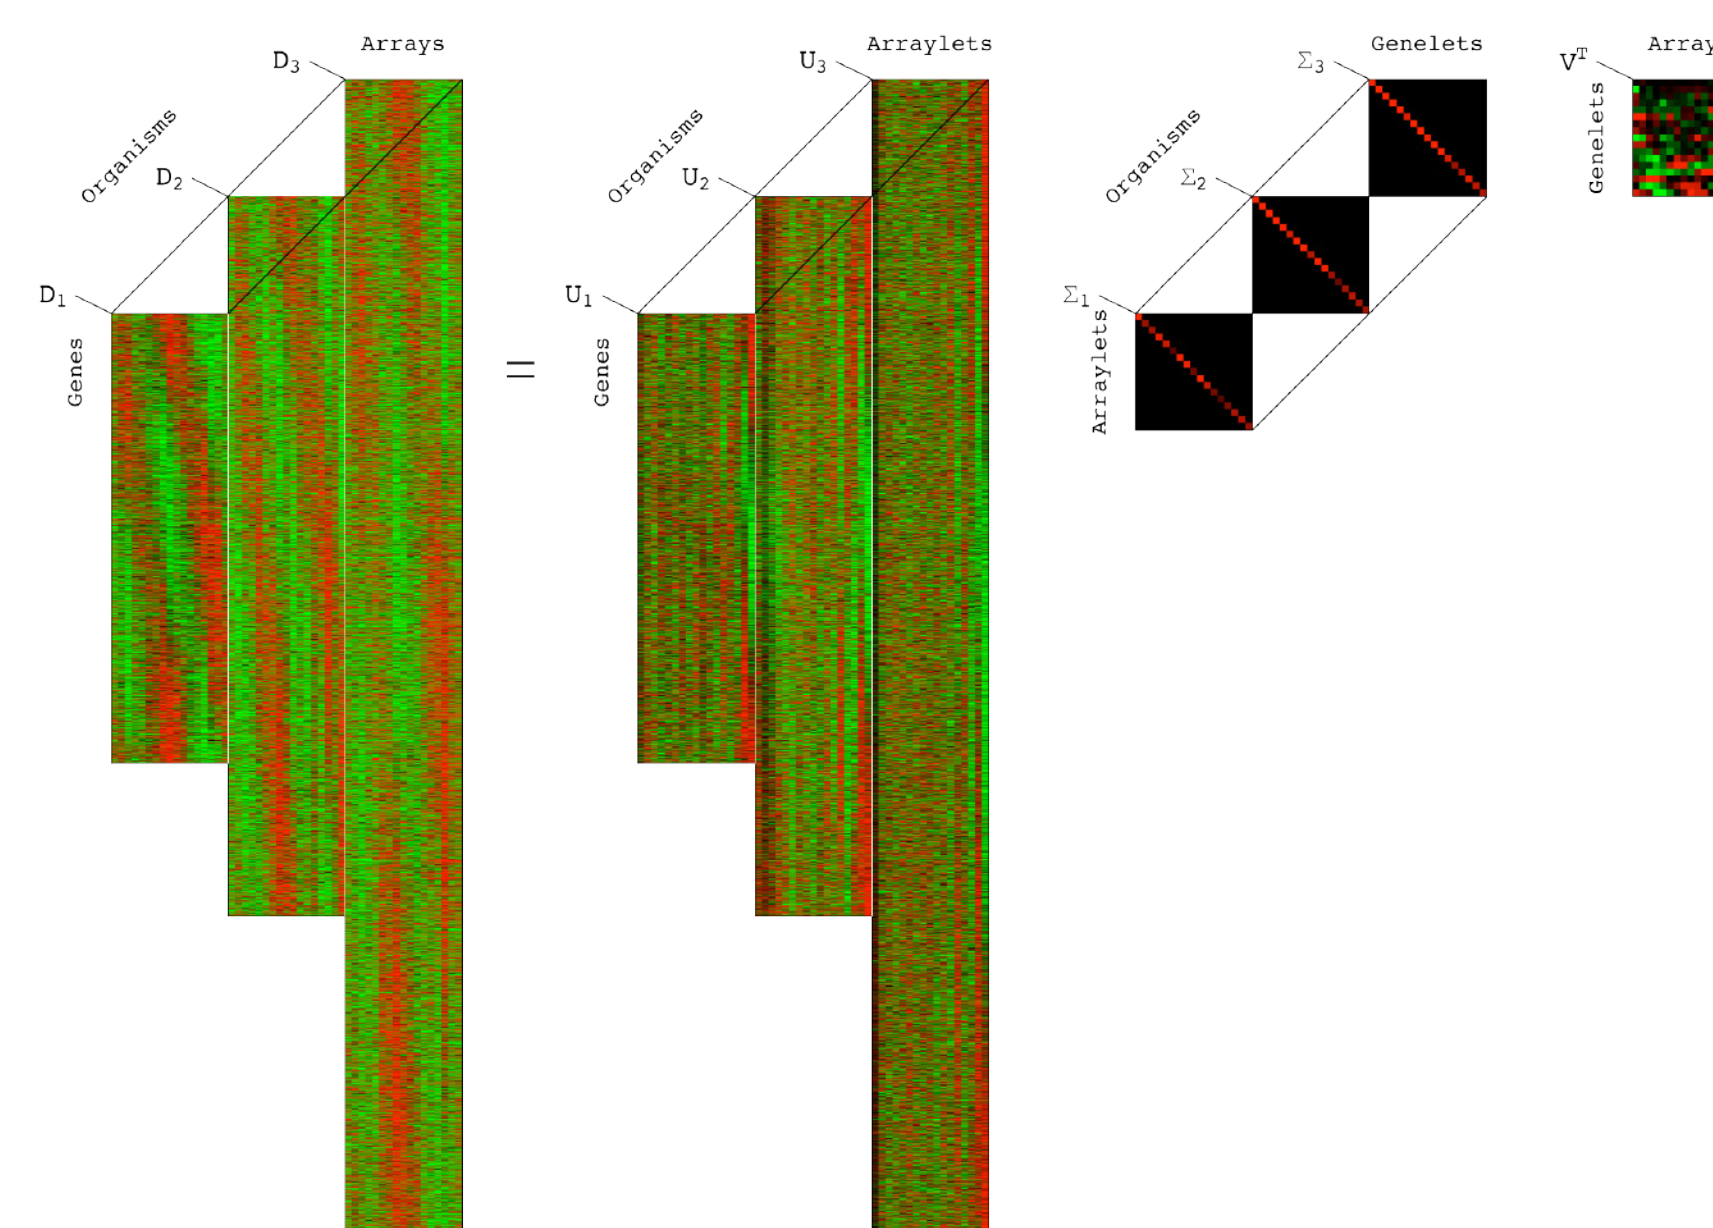 Arrays
D3
Organisms
D2
D1
Genes
=
Arraylets
U3
Organisms
U2
U1
Genes
Genelets
Σ3
Organisms
Σ2
Σ1
Arraylets
Array
V^T
Genelets